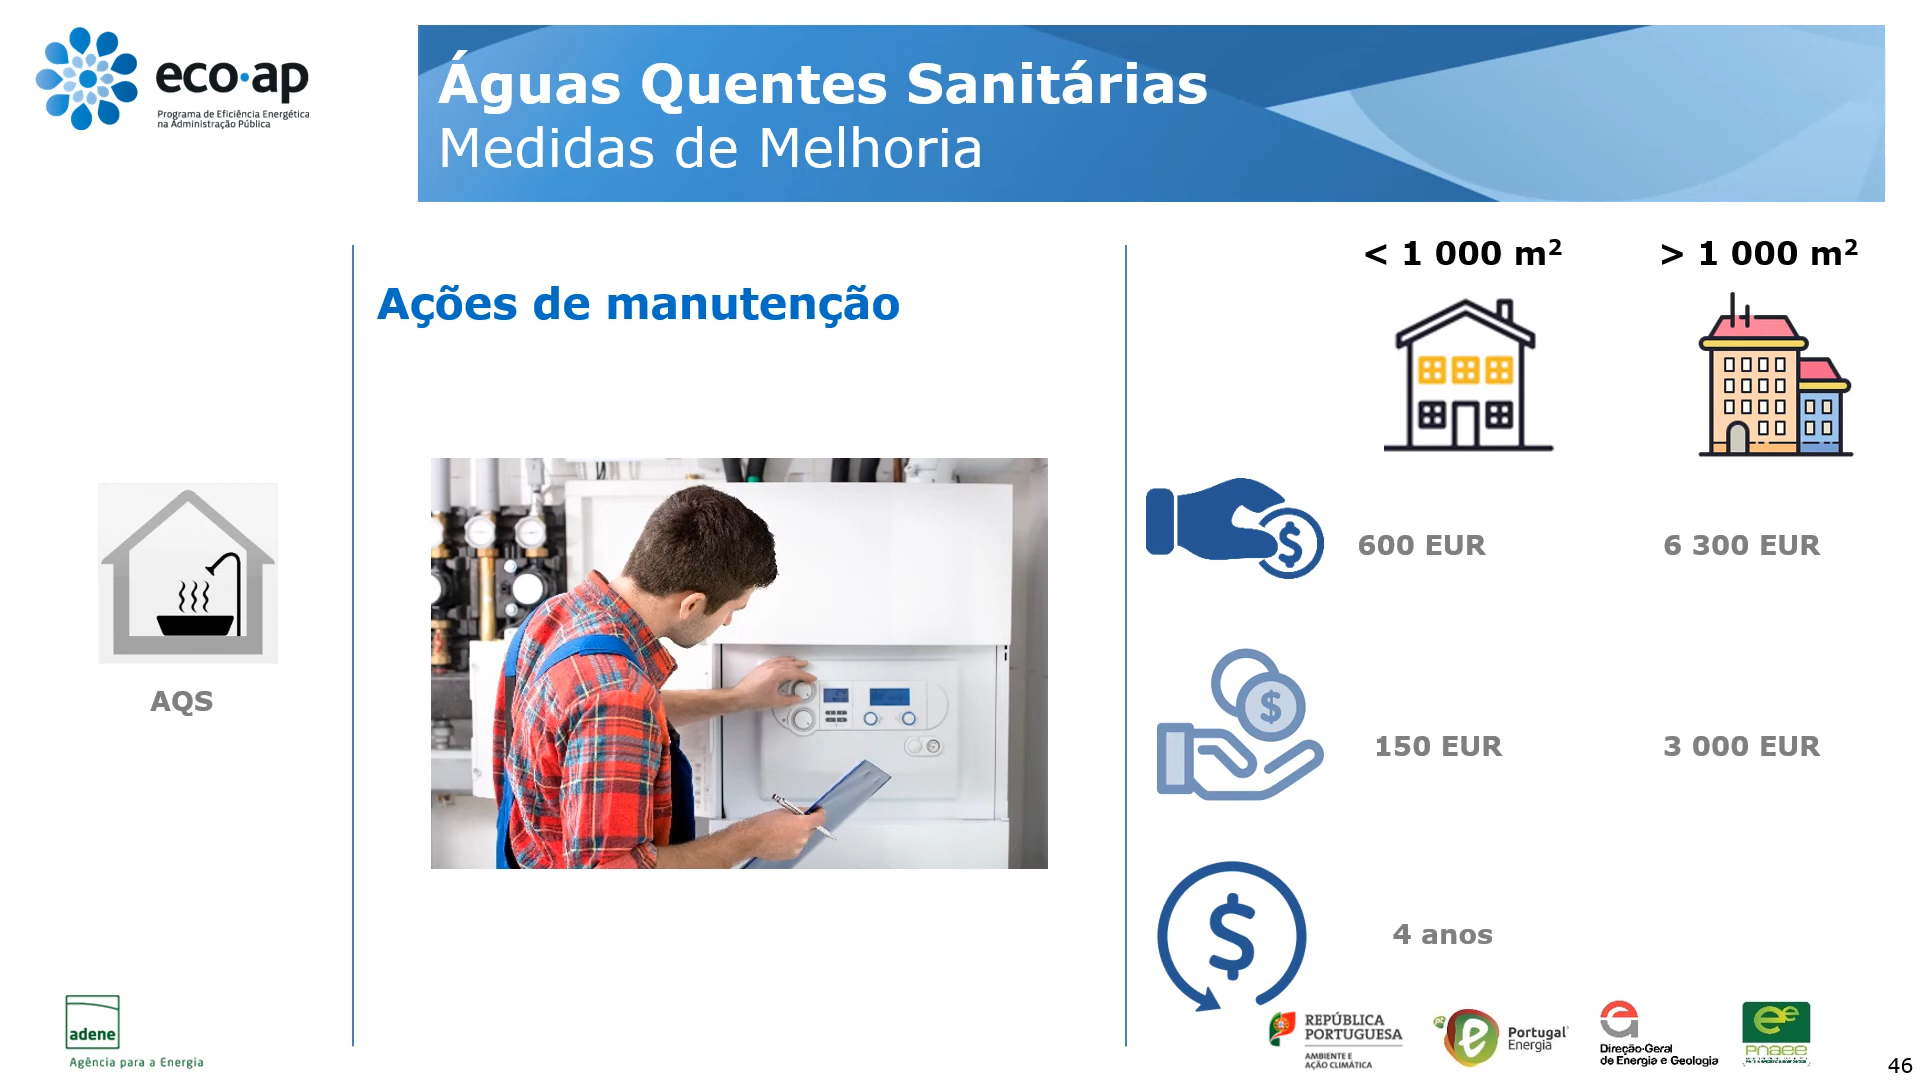 eco·ap
Programa de Eficiência Energética
na Administração Pública
Águas Quentes Sanitárias
Medidas de Melhoria
Ações de manutenção
< 1 000 m²
> 1 000 m²
AQS
600 EUR
6 300 EUR
150 EUR
3 000 EUR
4 anos
adene
Agência para a Energia
REPÚBLICA
PORTUGUESA
AMBIENTE E
AÇÃO CLIMÁTICA
Portugal
Energia
Direção-Geral
de Energia e Geologia
Pnaee
46